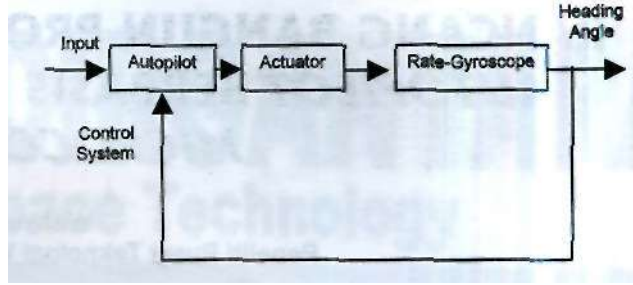 Heading
Angle
Input
Autopilot
Actuator
Rate-Gyroscope
Control
System